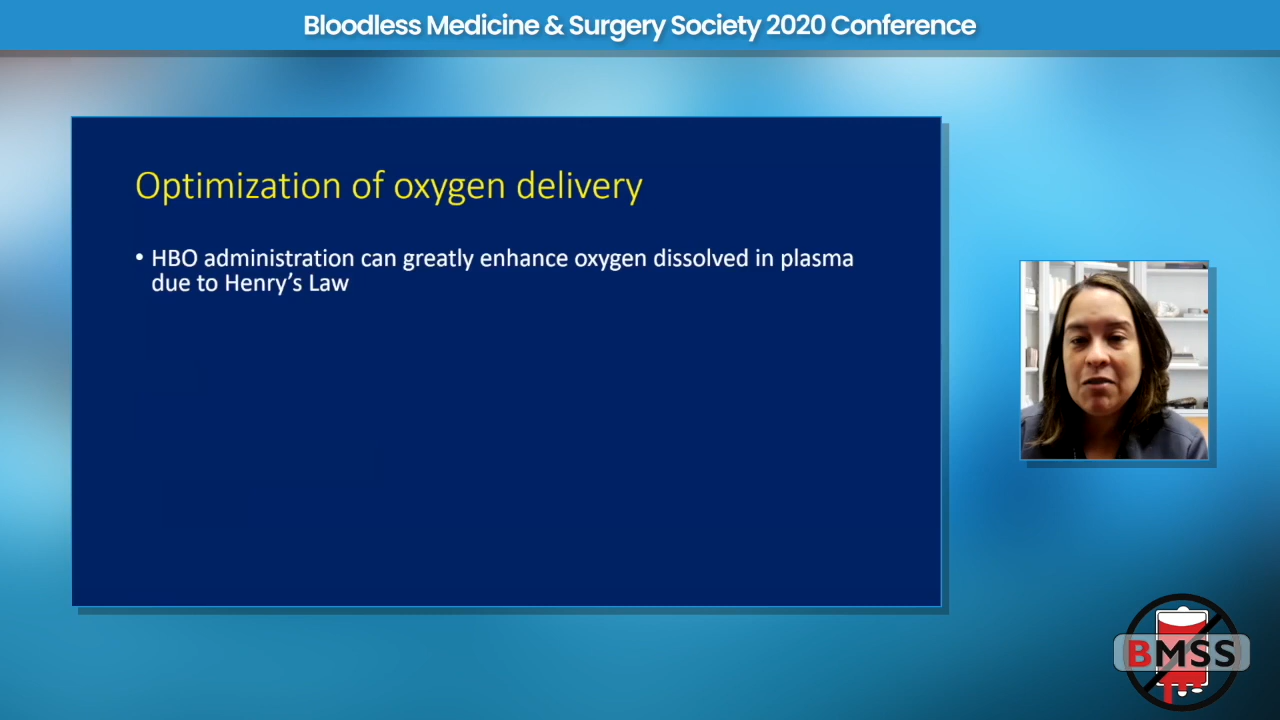 Bloodless Medicine & Surgery Society 2020 Conference
Optimization of oxygen delivery
• HBO administration can greatly enhance oxygen dissolved in plasma
due to Henry’s Law
BMSS